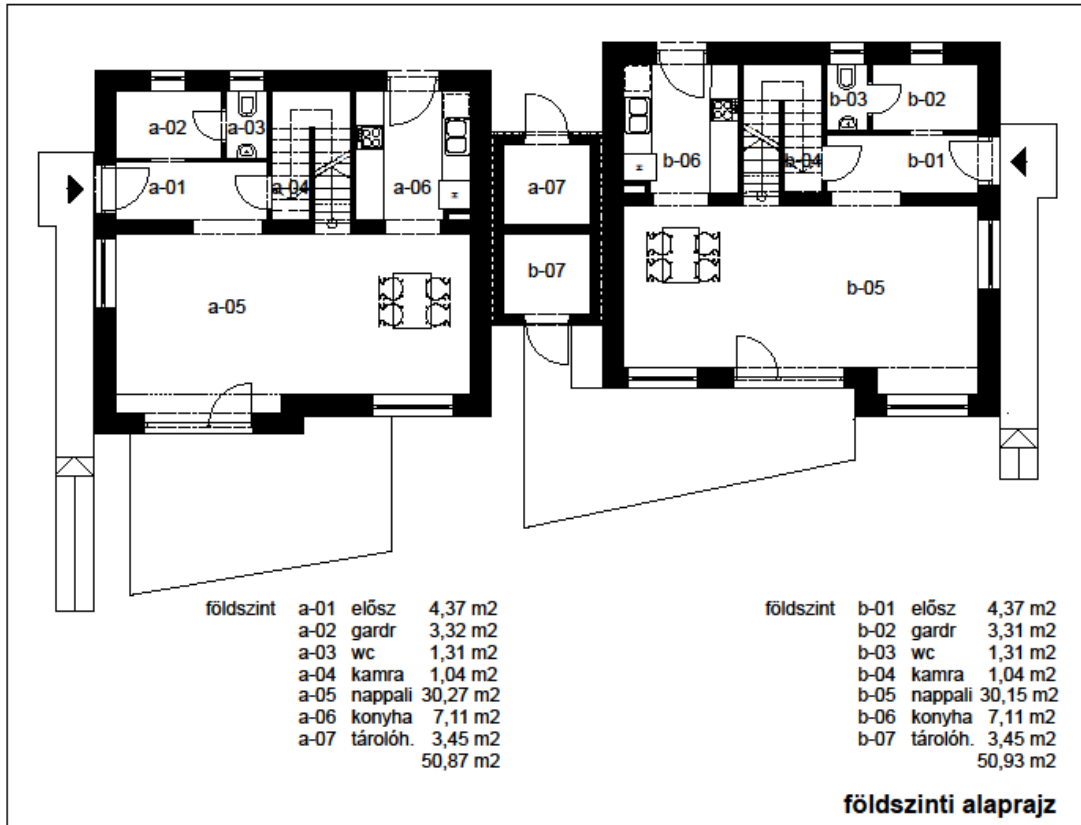 b-03
b-02
a-02
a-03
b-01
b-06
b-04
a-01
a-04
a-06
a-07
b-07
b-05
a-05
földszint a-01 elősz 4,37 m2
a-02 gardr 3,32 m2
a-03 wc 1,31 m2
a-04 kamra 1,04 m2
a-05 nappali 30,27 m2
a-06 konyha 7,11 m2
a-07 tárolóh. 3,45 m2
50,87 m2
földszint b-01 elősz 4,37 m2
b-02 gardr 3,31 m2
b-03 wc 1,31 m2
b-04 kamra 1,04 m2
b-05 nappali 30,15 m2
b-06 konyha 7,11 m2
b-07 tárolóh. 3,45 m2
50,93 m2
földszinti alaprajz